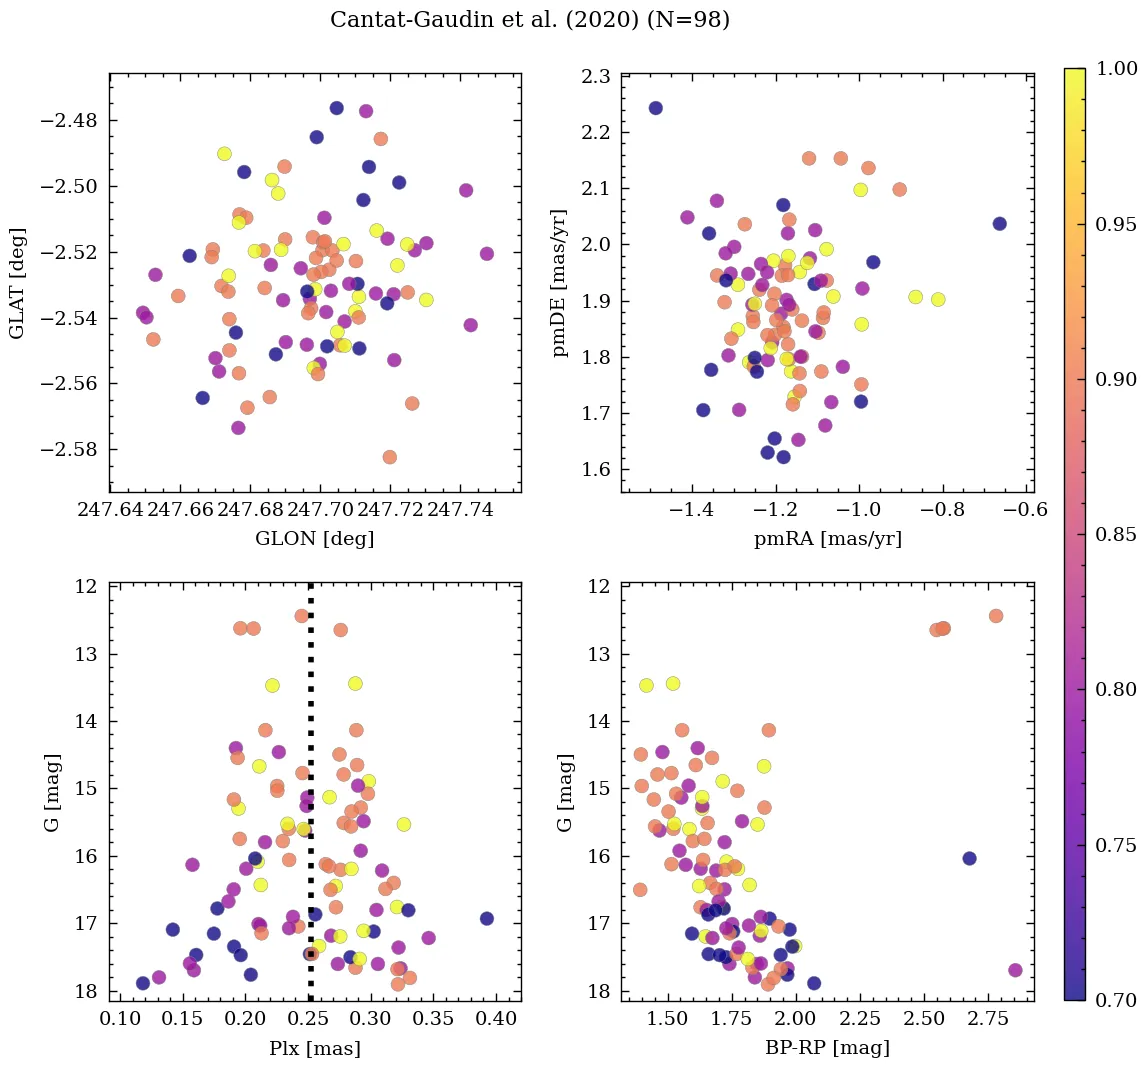 Cantat-Gaudin et al. (2020) (N=98)
−2.48
−2.50
−2.52
−2.54
−2.56
−2.58
GLAT [deg]
247.64 247.66 247.68 247.70 247.72 247.74
GLON [deg]
2.3
2.2
2.1
2.0
1.9
1.8
1.7
1.6
pmDE [mas/yr]
−1.4 −1.2 −1.0 −0.8 −0.6
pmRA [mas/yr]
12
13
14
15
16
17
18
G [mag]
0.10 0.15 0.20 0.25 0.30 0.35 0.40
Plx [mas]
12
13
14
15
16
17
18
G [mag]
1.50 1.75 2.00 2.25 2.50 2.75
BP-RP [mag]
1.00
0.95
0.90
0.85
0.80
0.75
0.70